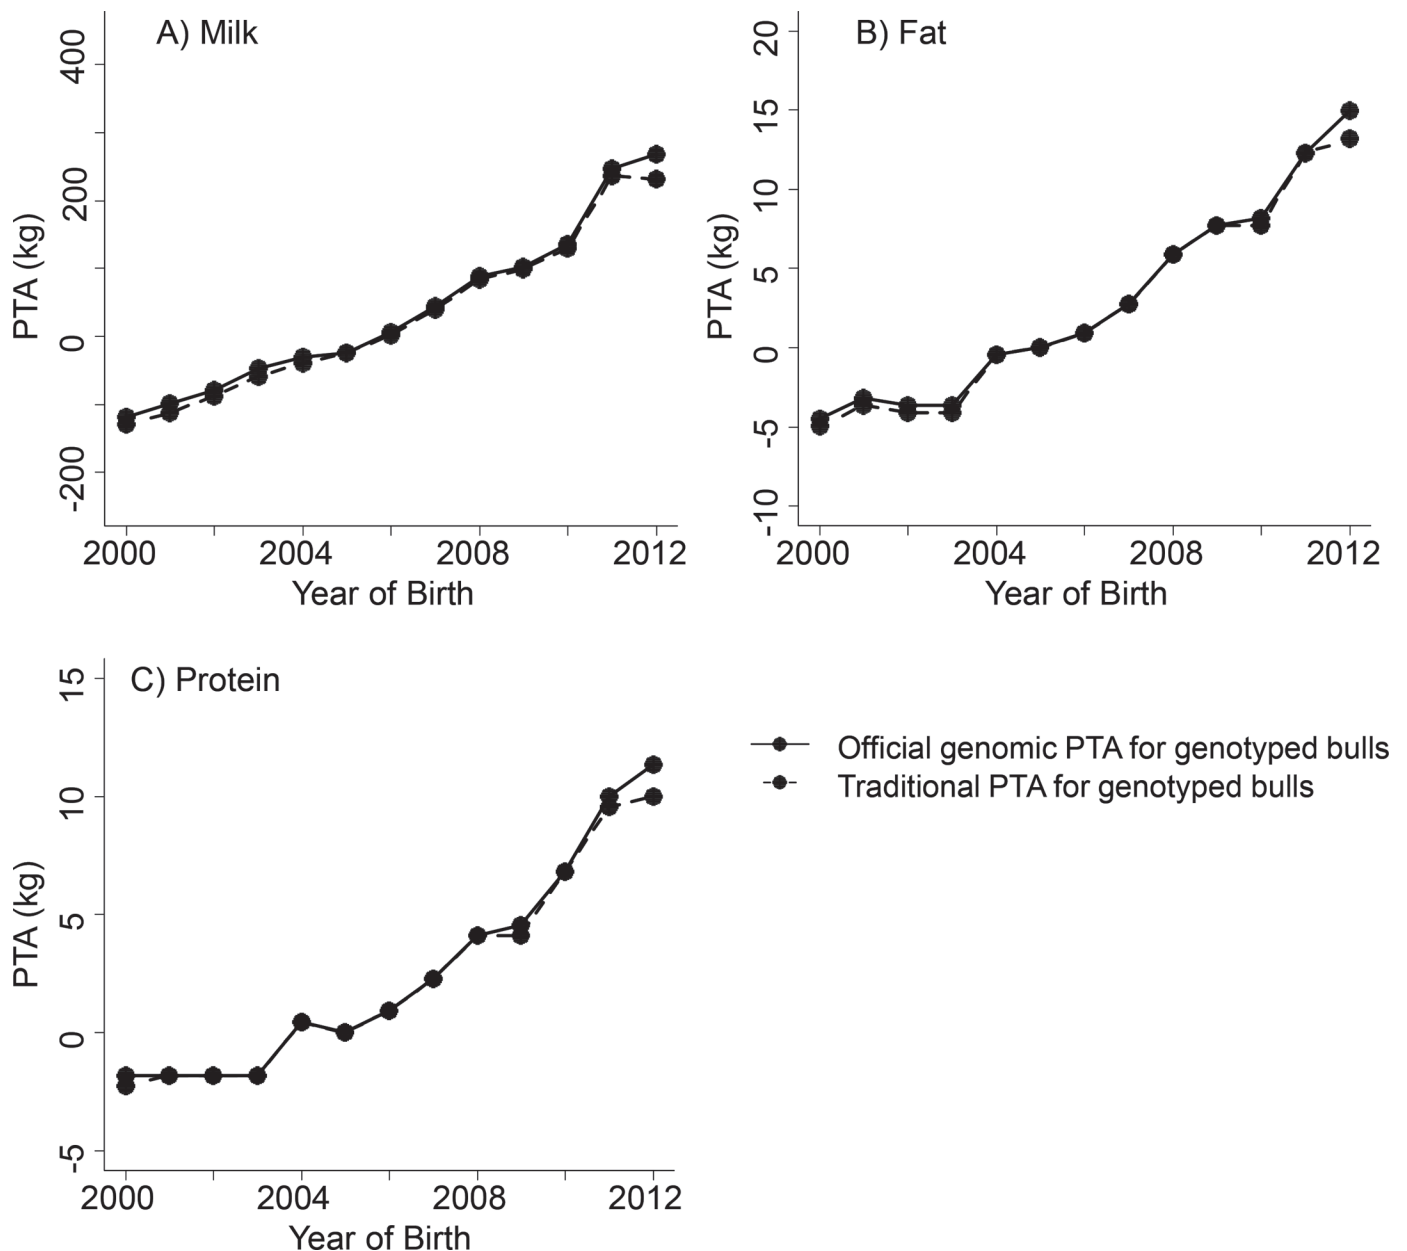 A) Milk
400
200
0
-200
PTA (kg)
2000 2004 2008 2012
Year of Birth
B) Fat
20
15
10
5
0
-5
-10
PTA (kg)
2000 2004 2008 2012
Year of Birth
C) Protein
15
10
5
0
-5
PTA (kg)
2000 2004 2008 2012
Year of Birth
Official genomic PTA for genotyped bulls
Traditional PTA for genotyped bulls